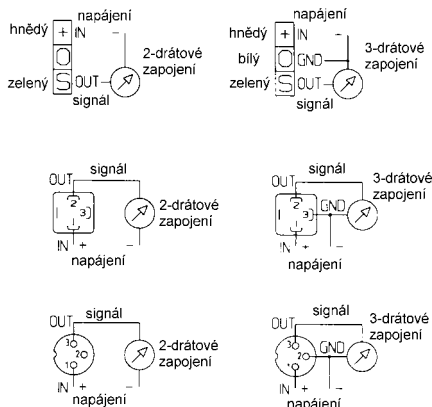 napájení
hnědý + IN −
O
zelený S OUT
signál
2-drátové
zapojení
napájení
hnědý + IN −
bílý O GND
zelený S OUT
signál
3-drátové
zapojení
OUT signál
2
1 3
2-drátové
zapojení
IN + −
napájení
OUT signál
2
1 3 GND
3-drátové
zapojení
IN + −
napájení
OUT signál
3
2
1
2-drátové
zapojení
IN + −
napájení
OUT signál
3
2 GND
1
3-drátové
zapojení
IN + −
napájení